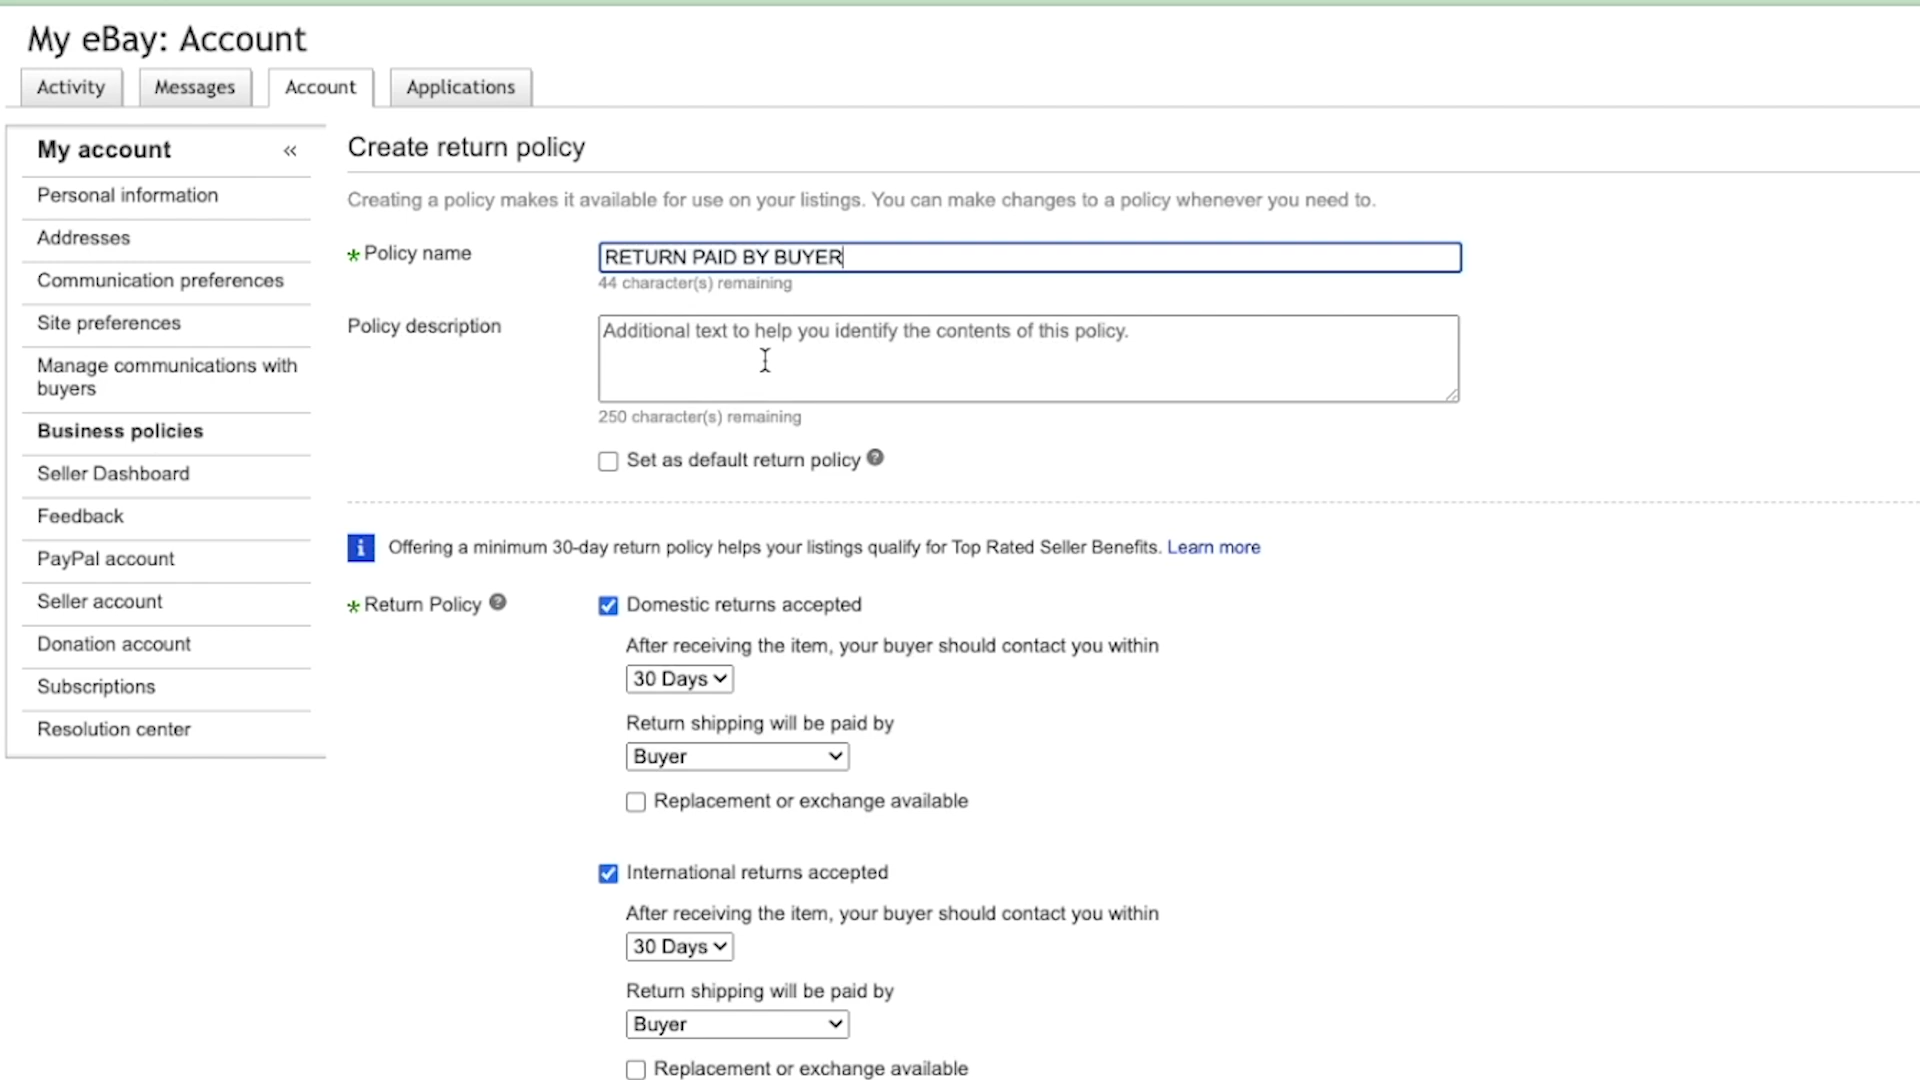 My eBay: Account
Activity
Messages
Account
Applications
My account «
Personal information
Addresses
Communication preferences
Site preferences
Manage communications with
buyers
Business policies
Seller Dashboard
Feedback
PayPal account
Seller account
Donation account
Subscriptions
Resolution center
Create return policy
Creating a policy makes it available for use on your listings. You can make changes to a policy whenever you need to.
* Policy name
RETURN PAID BY BUYER
44 character(s) remaining
Policy description
Additional text to help you identify the contents of this policy.
250 character(s) remaining
Set as default return policy ?
i Offering a minimum 30-day return policy helps your listings qualify for Top Rated Seller Benefits. Learn more
* Return Policy ?
Domestic returns accepted
After receiving the item, your buyer should contact you within
30 Days
Return shipping will be paid by
Buyer
Replacement or exchange available
International returns accepted
After receiving the item, your buyer should contact you within
30 Days
Return shipping will be paid by
Buyer
Replacement or exchange available